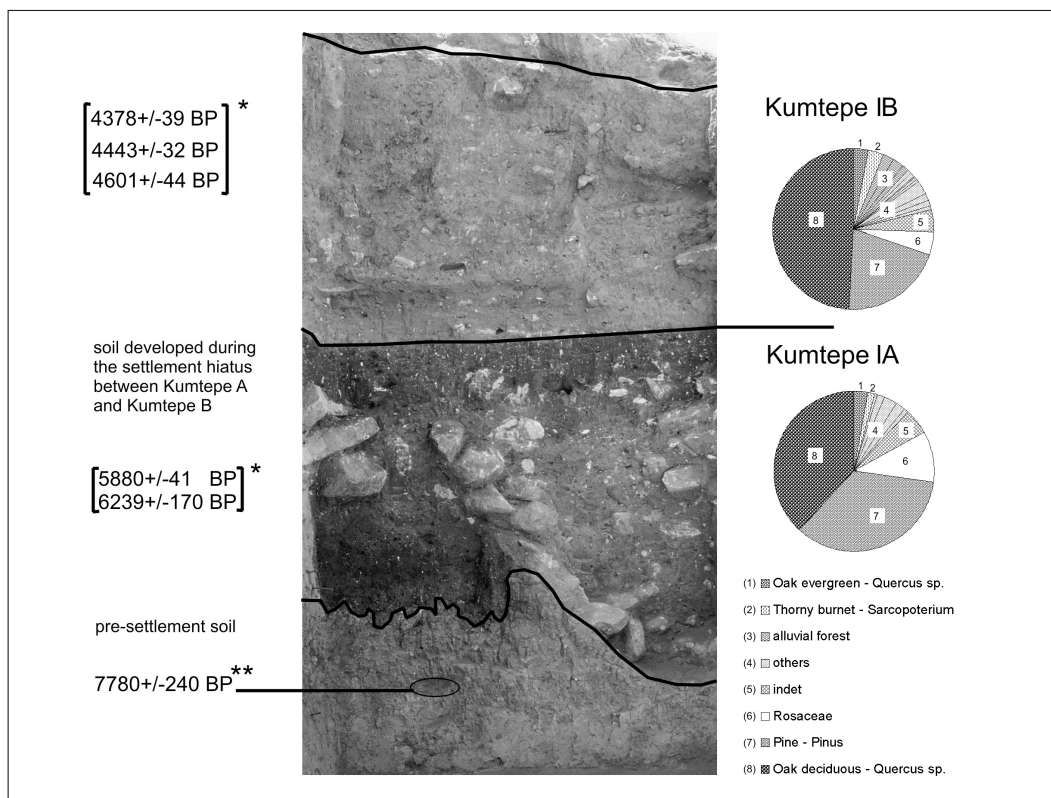 4378+/-39 BP *
4443+/-32 BP
4601+/-44 BP
soil developed during
the settlement hiatus
between Kumtepe A
and Kumtepe B
5880+/-41 BP *
6239+/-170 BP
pre-settlement soil
7780+/-240 BP**
Kumtepe IB
1
2
3
4
5
6
7
8
Kumtepe IA
1
2
4
5
6
7
8
(1) Oak evergreen - Quercus sp.
(2) Thorny burnet - Sarcopoterium
(3) alluvial forest
(4) others
(5) indet
(6) Rosaceae
(7) Pine - Pinus
(8) Oak deciduous - Quercus sp.